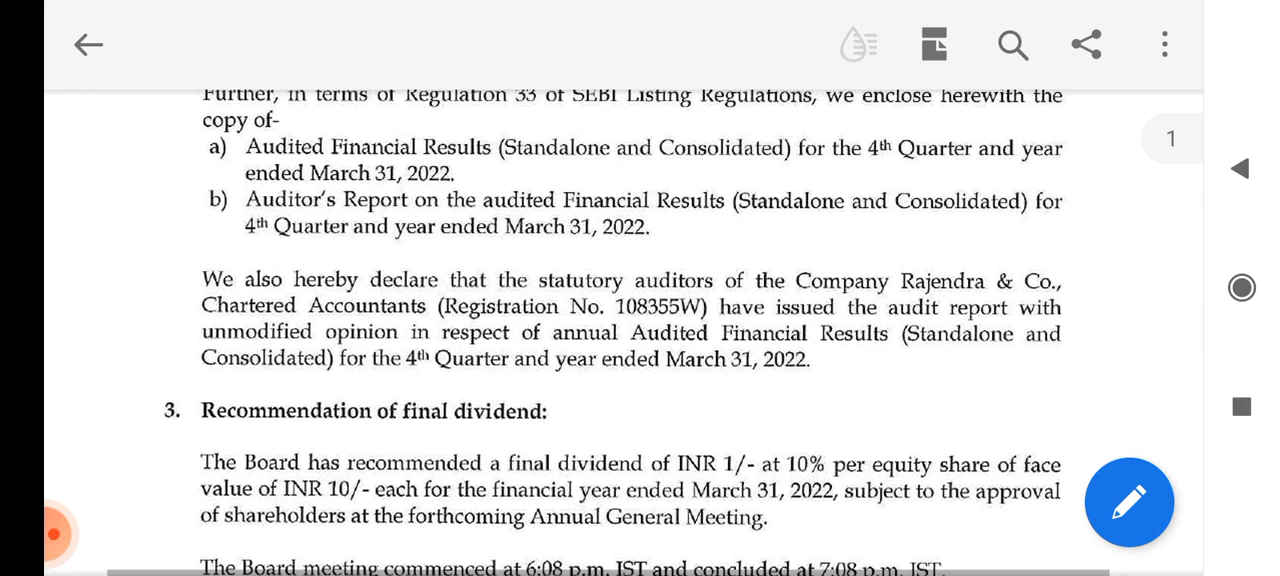 Further, in terms of Regulation 33 of SEBI Listing Regulations, we enclose herewith the
copy of-
1
a) Audited Financial Results (Standalone and Consolidated) for the 4th Quarter and year
ended March 31, 2022.
b) Auditor's Report on the audited Financial Results (Standalone and Consolidated) for
4th Quarter and year ended March 31, 2022.
We also hereby declare that the statutory auditors of the Company Rajendra & Co.,
Chartered Accountants (Registration No. 108355W) have issued the audit report with
unmodified opinion in respect of annual Audited Financial Results (Standalone and
Consolidated) for the 4th Quarter and year ended March 31, 2022.
3. Recommendation of final dividend:
The Board has recommended a final dividend of INR 1/- at 10% per equity share of face
value of INR 10/- each for the financial year ended March 31, 2022, subject to the approval
of shareholders at the forthcoming Annual General Meeting.
The Board meeting commenced at 6:08 p.m. IST and concluded at 7:08 p.m. IST.